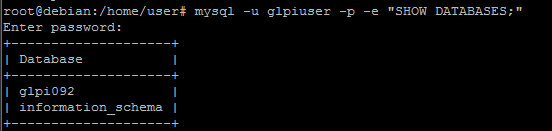 root@debian:/home/user# mysql -u glpiuser -p -e "SHOW DATABASES;"
Enter password:
+--------------------+
| Database           |
+--------------------+
| glpi092            |
| information_schema |
+--------------------+